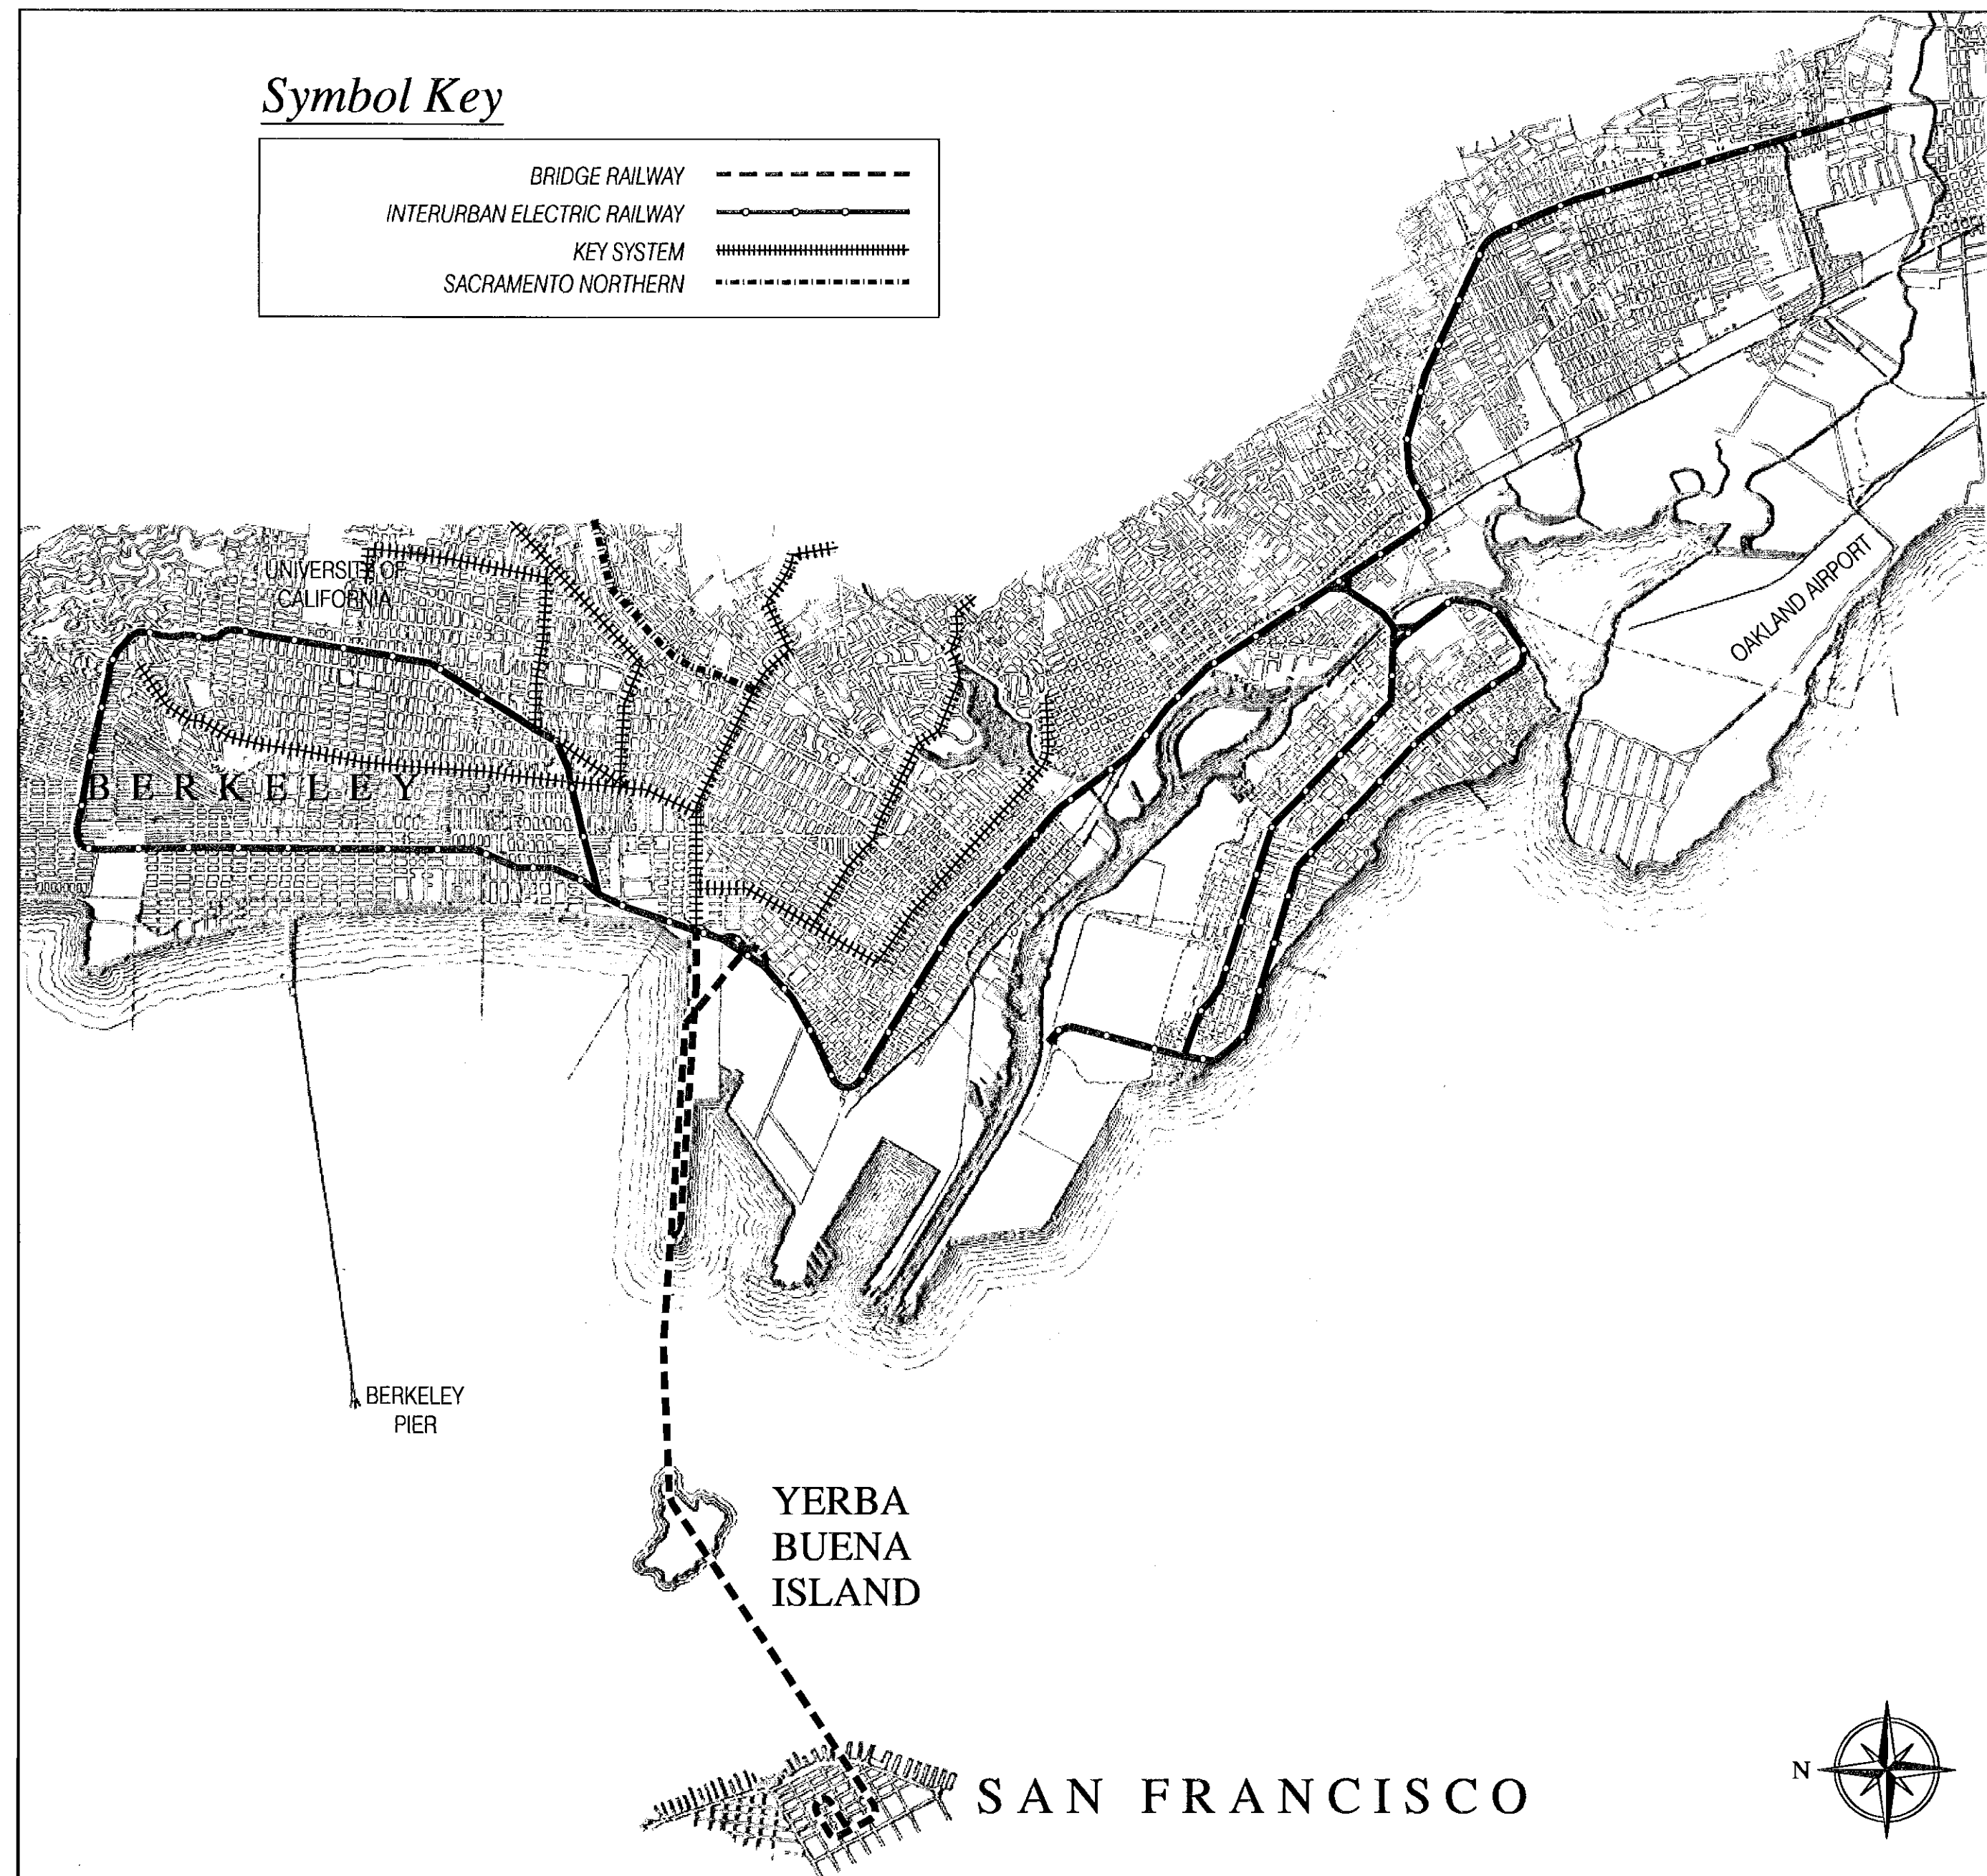 Symbol Key
BRIDGE RAILWAY
INTERURBAN ELECTRIC RAILWAY
KEY SYSTEM
SACRAMENTO NORTHERN
UNIVERSITY OF
CALIFORNIA
BERKELEY
OAKLAND AIRPORT
BERKELEY
PIER
YERBA
BUENA
ISLAND
SAN FRANCISCO
N